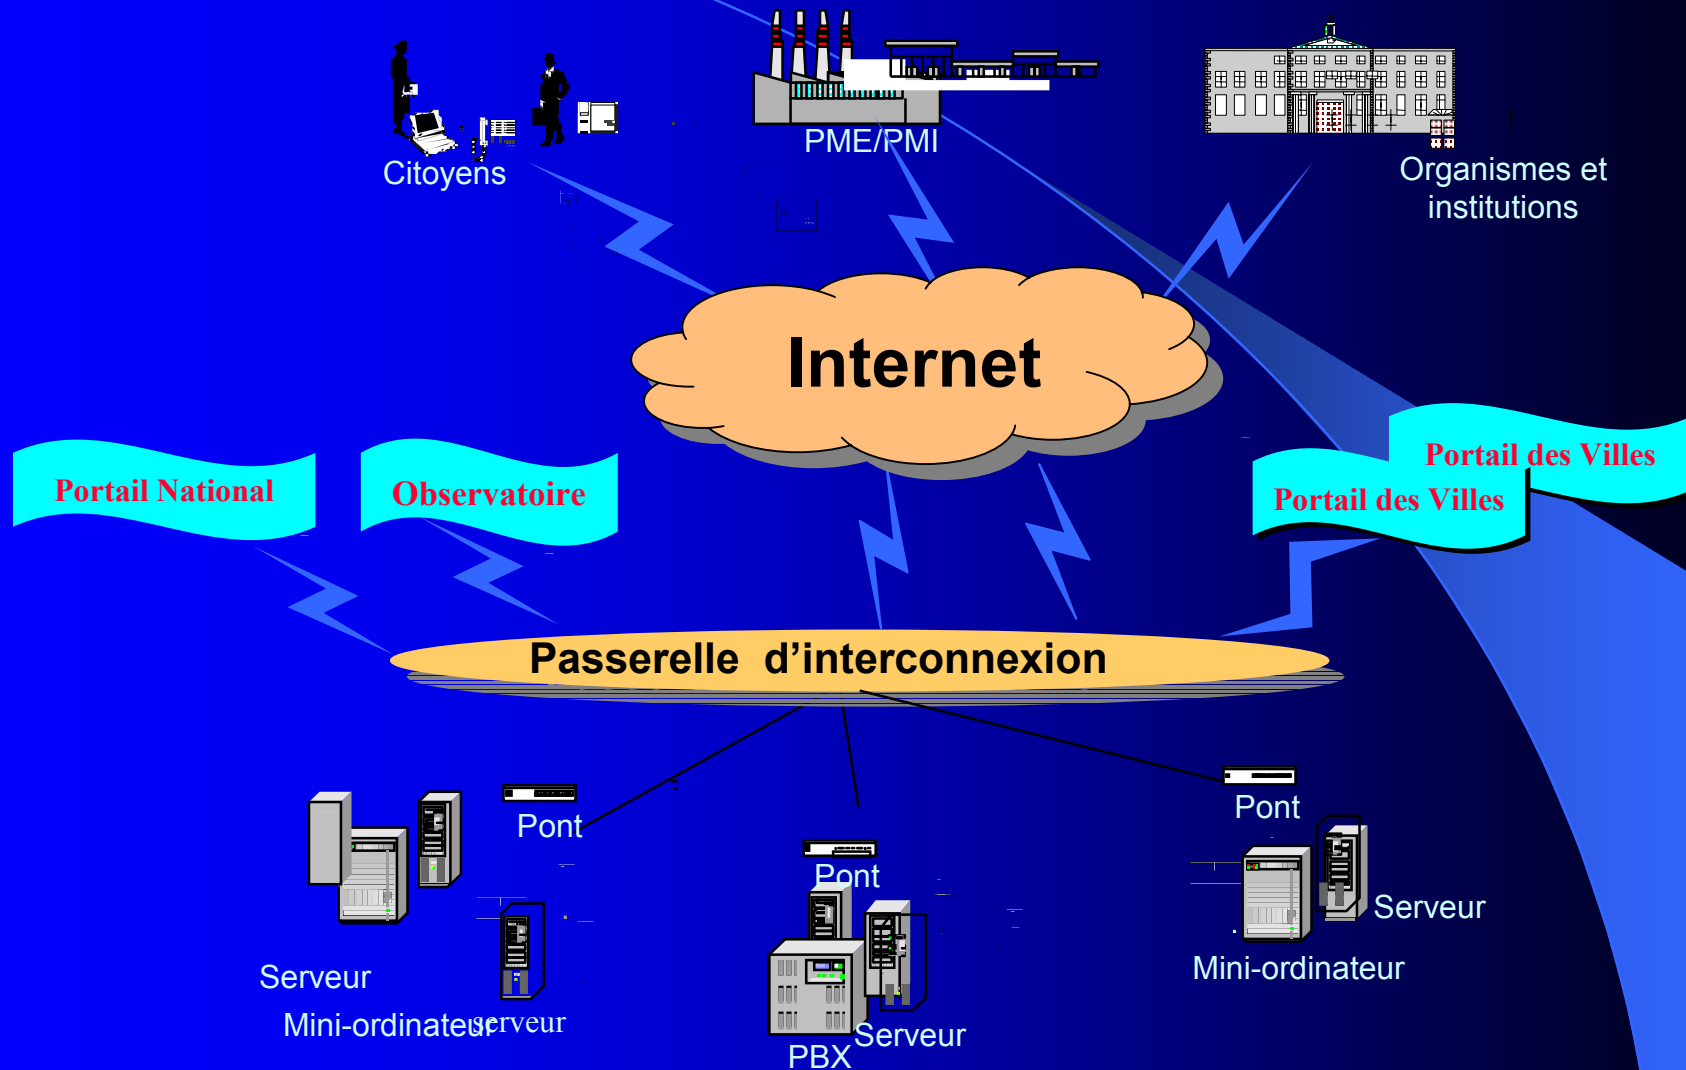 Citoyens
PME/PMI
Organismes et
institutions
Internet
Portail National
Observatoire
Portail des Villes
Portail des Villes
Passerelle d’interconnexion
Pont
Pont
Pont
Serveur
Mini-ordinateur
serveur
PBX
Serveur
Serveur
Mini-ordinateur